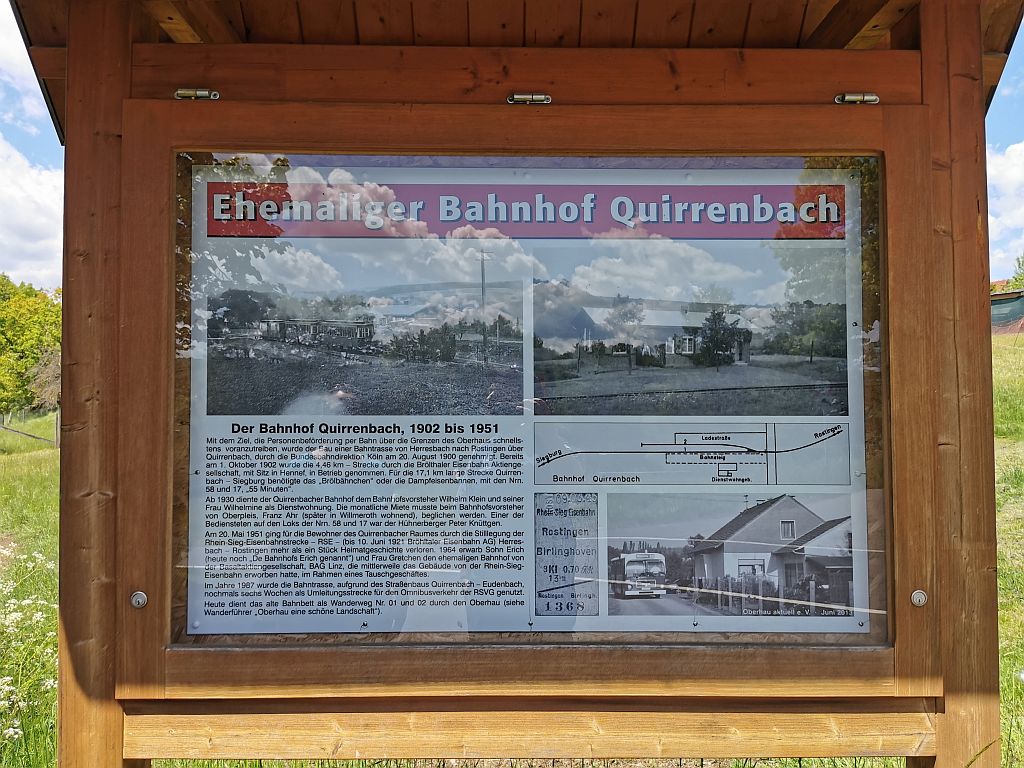 Ehemaliger Bahnhof Quirrenbach
Der Bahnhof Quirrenbach, 1902 bis 1951
Mit dem Ziel, die Personenbeförderung per Bahn über die Grenzen des Oberhaus schnells-
tens voranzutreiben, wurde der Bau einer Bahntrasse von Herresbach nach Rostingen über
Quirrenbach, durch die Bundesbahndirektion Köln am 20. August 1900 genehmigt. Bereits
am 1. Oktober 1902 wurde die 4,46 km – Strecke durch die Brölthaler Eisenbahn Aktienge-
sellschaft, mit Sitz in Hennef, in Betrieb genommen. Für die 17,1 km lange Strecke Quirren-
bach – Siegburg benötigte das „Brölbähnchen" oder die Dampfeisenbannen, mit den Nrn.
58 und 17, „55 Minuten".
Ab 1930 diente der Quirrenbacher Bahnhof dem Bahnhofsvorsteher Wilhelm Klein und seiner
Frau Wilhelmine als Dienstwohnung. Die monatliche Miete musste beim Bahnhofsvorsteher
von Oberpleis, Franz Ahr (später in Willmeroth wohnend), beglichen werden. Einer der
Bediensteten auf den Loks der Nrn. 58 und 17 war der Hühnerberger Peter Knüttgen.
Am 20. Mai 1951 ging für die Bewohner des Quirrenbacher Raumes durch die Stilllegung der
Rhein-Sieg-Eisenbahnstrecke – RSE – (bis 10. Juni 1921 Bröhltaler Eisenbahn AG) Herres-
bach – Rostingen mehr als ein Stück Heimatgeschichte verloren. 1964 erwarb Sohn Erich
(heute noch „De Bahnhofs Erich genannt") und Frau Gretchen den ehemaligen Bahnhof von
der Basaltaktiengesellschaft, BAG Linz, die mittlerweile das Gebäude von der Rhein-Sieg-
Eisenbahn erworben hatte, im Rahmen eines Tauschgeschäftes.
Im Jahre 1987 wurde die Bahntrasse, aufgrund des Straßenbaus Quirrenbach – Eudenbach,
nochmals sechs Wochen als Umleitungsstrecke für den Omnibusverkehr der RSVG genutzt.
Heute dient das alte Bahnbett als Wanderweg Nr. 01 und 02 durch den Oberhau (siehe
Wanderführer „Oberhau eine schöne Landschaft").
Siegburg
Ladestraße
Rostingen
Bahnsteig
Bahnhof Quirrenbach
Dienstwohngeb.
Rhein-Sieg Eisenbahn
Rostingen
Birlinghoven
3Kl 0.70
Rostingen Birlingh.
1368
Oberhau aktuell e. V. - Juni 2013